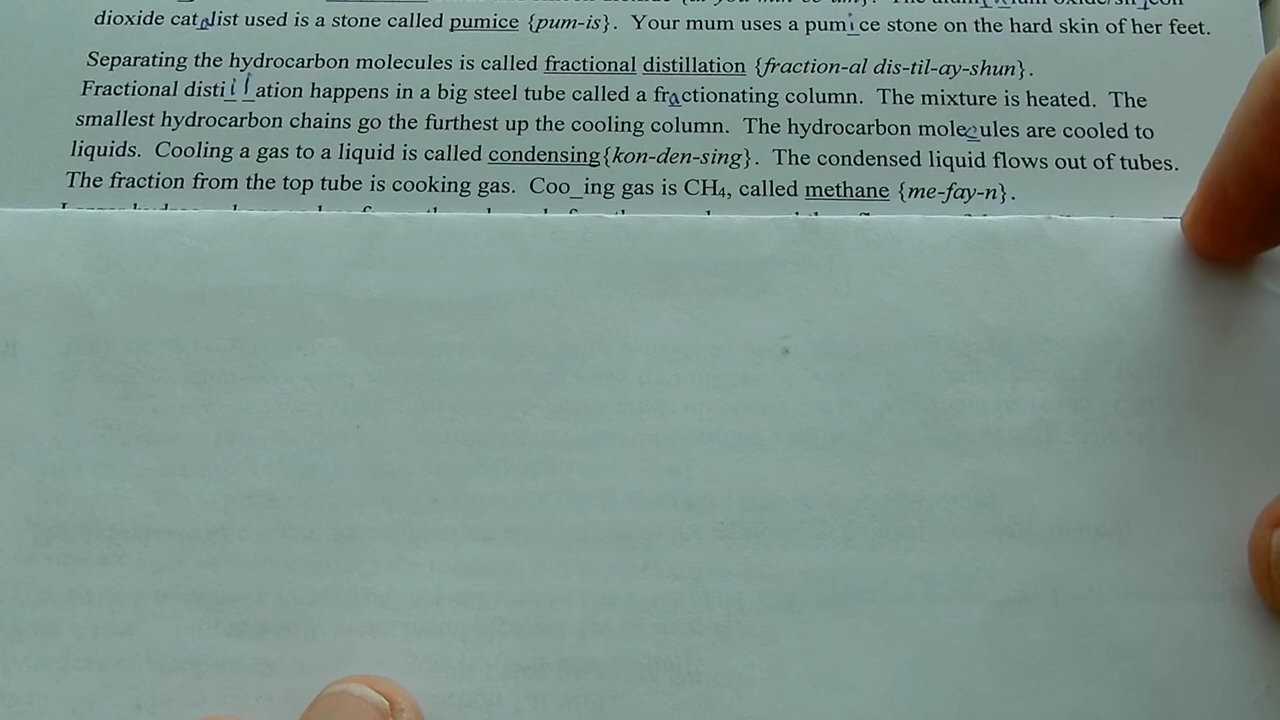 dioxide catalist used is a stone called pumice {pum-is}. Your mum uses a pumice stone on the hard skin of her feet.
Separating the hydrocarbon molecules is called fractional distillation {fraction-al dis-til-ay-shun}.
Fractional distillation happens in a big steel tube called a fractionating column. The mixture is heated. The
smallest hydrocarbon chains go the furthest up the cooling column. The hydrocarbon molecules are cooled to
liquids. Cooling a gas to a liquid is called condensing{kon-den-sing}. The condensed liquid flows out of tubes.
The fraction from the top tube is cooking gas. Coo_ing gas is CH₄, called methane {me-fay-n}.